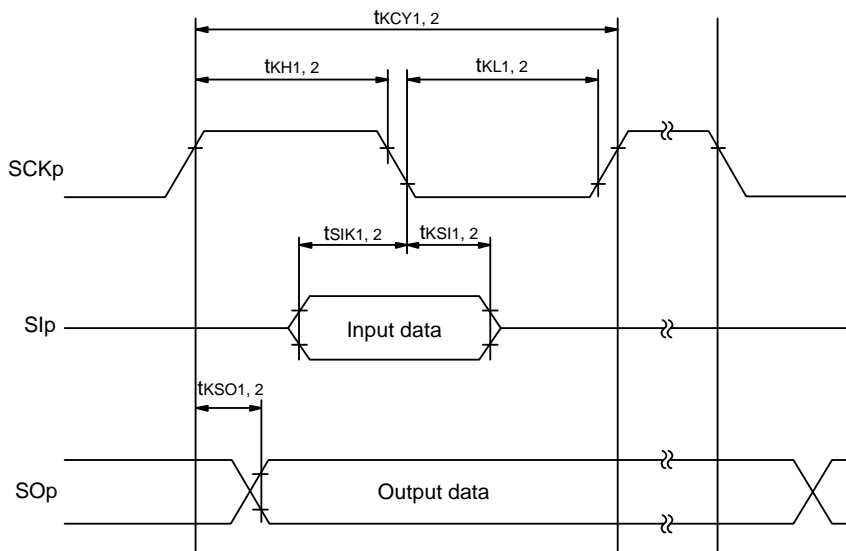 tKCY1, 2
tKH1, 2
tKL1, 2
SCKp
tSIK1, 2
tKSI1, 2
SIp
Input data
tKSO1, 2
SOp
Output data